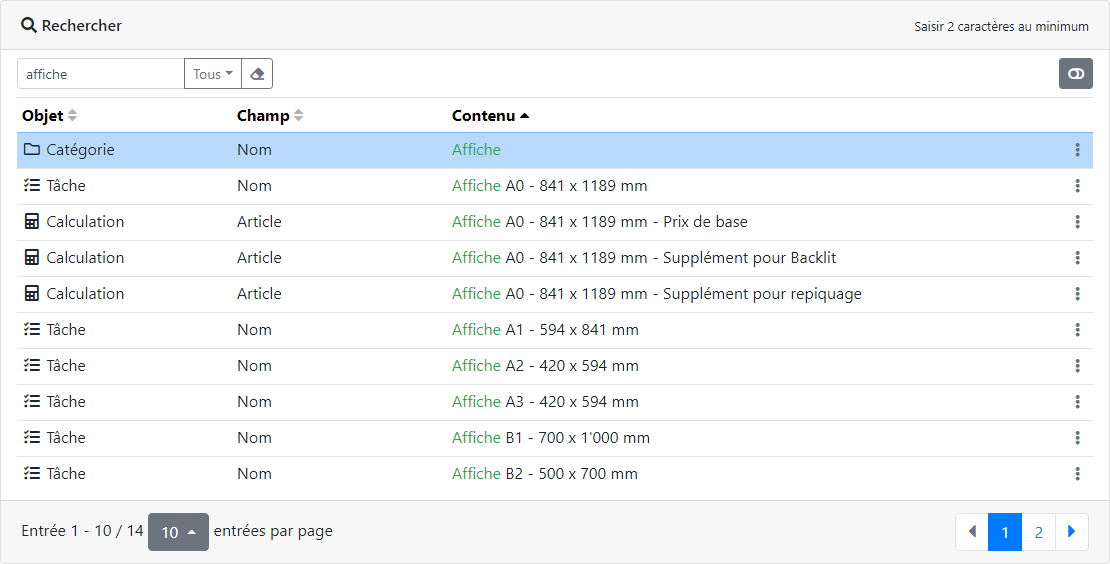 Rechercher
Saisir 2 caractères au minimum
affiche Tous
Objet Champ Contenu
Catégorie Nom Affiche
Tâche Nom Affiche A0 - 841 x 1189 mm
Calculation Article Affiche A0 - 841 x 1189 mm - Prix de base
Calculation Article Affiche A0 - 841 x 1189 mm - Supplément pour Backlit
Calculation Article Affiche A0 - 841 x 1189 mm - Supplément pour repiquage
Tâche Nom Affiche A1 - 594 x 841 mm
Tâche Nom Affiche A2 - 420 x 594 mm
Tâche Nom Affiche A3 - 420 x 594 mm
Tâche Nom Affiche B1 - 700 x 1'000 mm
Tâche Nom Affiche B2 - 500 x 700 mm
Entrée 1 - 10 / 14 10 entrées par page 1 2